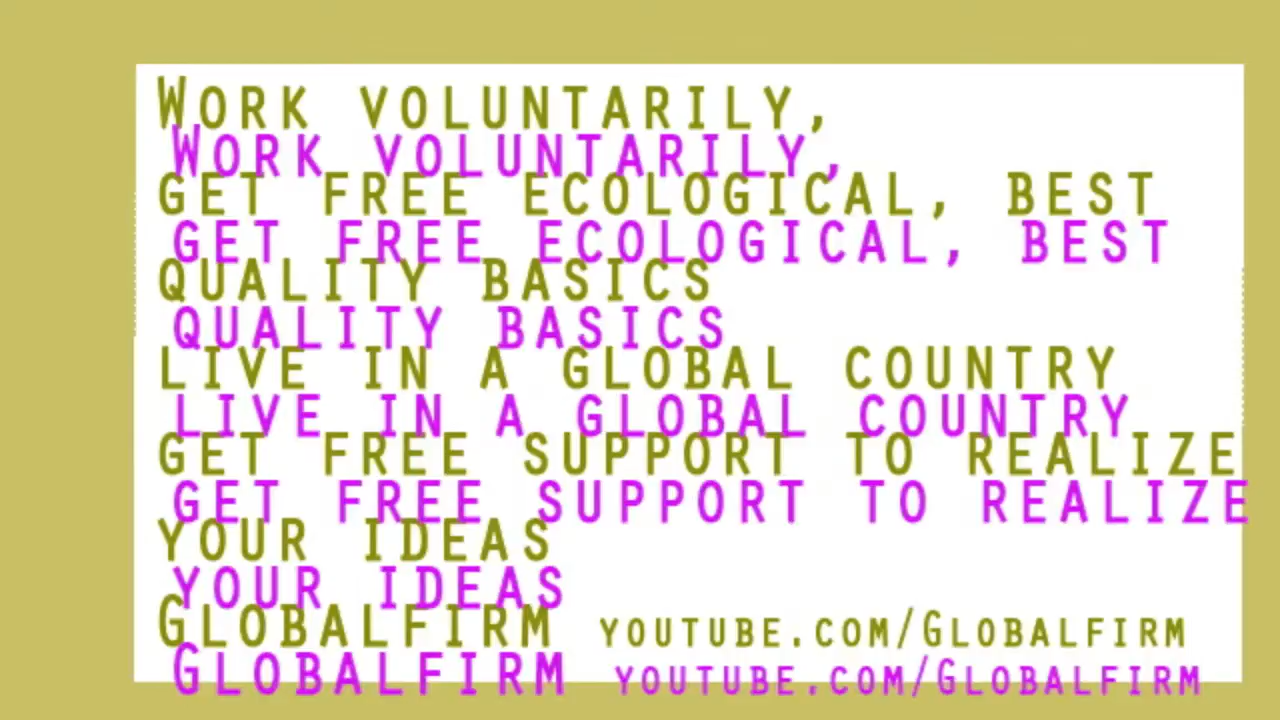 Work voluntarily,
Work voluntarily,
get free ecological, best
get free ecological, best
quality basics
quality basics
live in a global country
live in a global country
get free support to realize
get free support to realize
your ideas
your ideas
Globalfirm youtube.com/Globalfirm
Globalfirm youtube.com/Globalfirm